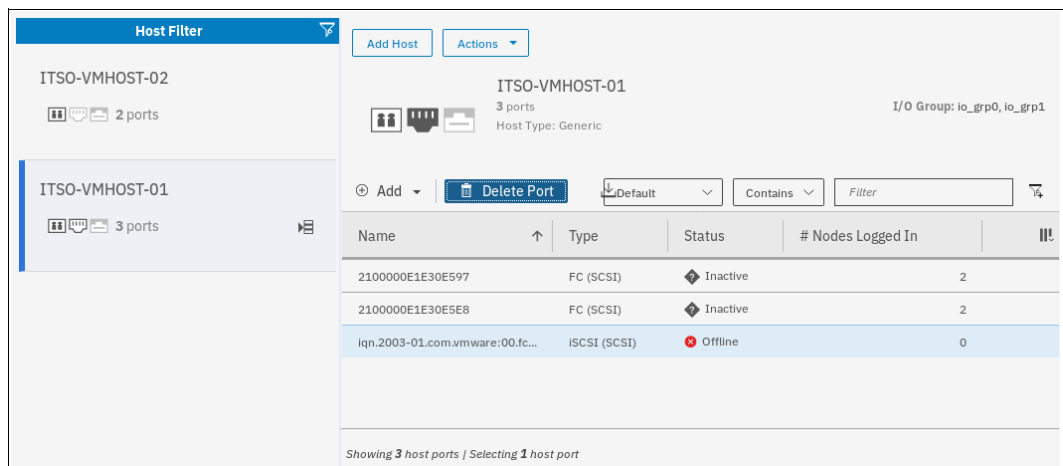 Host Filter
ITSO-VMHOST-02
2 ports
ITSO-VMHOST-01
3 ports
Add Host Actions
ITSO-VMHOST-01
3 ports
Host Type: Generic
I/O Group: io_grp0, io_grp1
Add Delete Port Default Contains Filter
Name Type Status # Nodes Logged In
2100000E1E30E597 FC (SCSI) Inactive 2
2100000E1E30E5E8 FC (SCSI) Inactive 2
iqn.2003-01.com.vmware:00.fc... iSCSI (SCSI) Offline 0
Showing 3 host ports | Selecting 1 host port